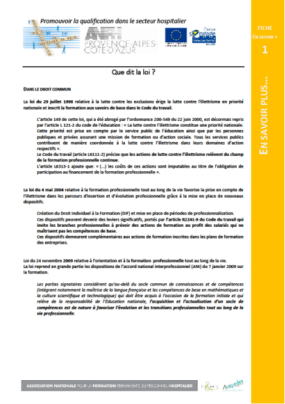 Promouvoir la qualification dans le secteur hospitalier
PROVENCE-ALPES-
CÔTE D'AZUR
FICHE
En savoir +
1
EN SAVOIR PLUS...
Que dit la loi ?
DANS LE DROIT COMMUN
La loi du 29 juillet 1998 relative à la lutte contre les exclusions érige la lutte contre l'illettrisme en priorité
nationale et inscrit la formation aux savoirs de base dans le Code du travail.
L'article 149 de cette loi, qui a été abrogé par l'ordonnance 200-549 du 22 juin 2000, est désormais repris
par l'article L 121-2 du code de l'éducation : « La lutte contre l'illettrisme constitue une priorité nationale.
Cette priorité est prise en compte par le service public de l'éducation ainsi que par les personnes
publiques et privées assurant une mission de formation ou d'action sociale. Tous les services publics
contribuent de manière coordonnée à la lutte contre l'illettrisme dans leurs domaines d'action
respectifs ».
Le Code du travail (article L6111-2) précise que les actions de lutte contre l'illettrisme relèvent du champ
de la formation professionnelle continue.
L'article L6313-1 ajoute que : « (...) les coûts de ces actions sont imputables au titre de l'obligation de
participation au financement de la formation professionnelle ».
La loi du 4 mai 2004 relative à la formation professionnelle tout au long de la vie favorise la prise en compte de
l'illettrisme dans les parcours d'insertion et d'évolution professionnelle grâce à la mise en place de nouveaux
dispositifs.
Création du Droit Individuel à la Formation (DIF) et mise en place de périodes de professionnalisation.
Ces dispositifs peuvent devenir des leviers significatifs, portés par l'article D2241-9 du Code du travail qui
invite les branches professionnelles à prévoir des actions de formation au profit des salariés qui ne
maîtrisent pas les compétences de base.
Ces dispositifs demeurent complémentaires aux actions de formation inscrites dans les plans de formation
des entreprises.
Loi du 24 novembre 2009 relative à l'orientation et à la formation professionnelle tout au long de la vie.
La loi reprend en grande partie les dispositions de l'accord national interprofessionnel (ANI) du 7 janvier 2009 sur
la formation.
Les parties signataires considèrent qu'au-delà du socle commun de connaissances et de compétences
(intégrant notamment la maîtrise de la langue française et les compétences de base en mathématiques et
la culture scientifique et technologique) qui doit être acquis à l'occasion de la formation initiale et qui
relève de la responsabilité de l'Education nationale, l'acquisition et l'actualisation d'un socle de
compétences est de nature à favoriser l'évolution et les transitions professionnelles tout au long de la
vie professionnelle.
ASSOCIATION NATIONALE POUR LA FORMATION PERMANENTE DU PERSONNEL HOSPITALIER